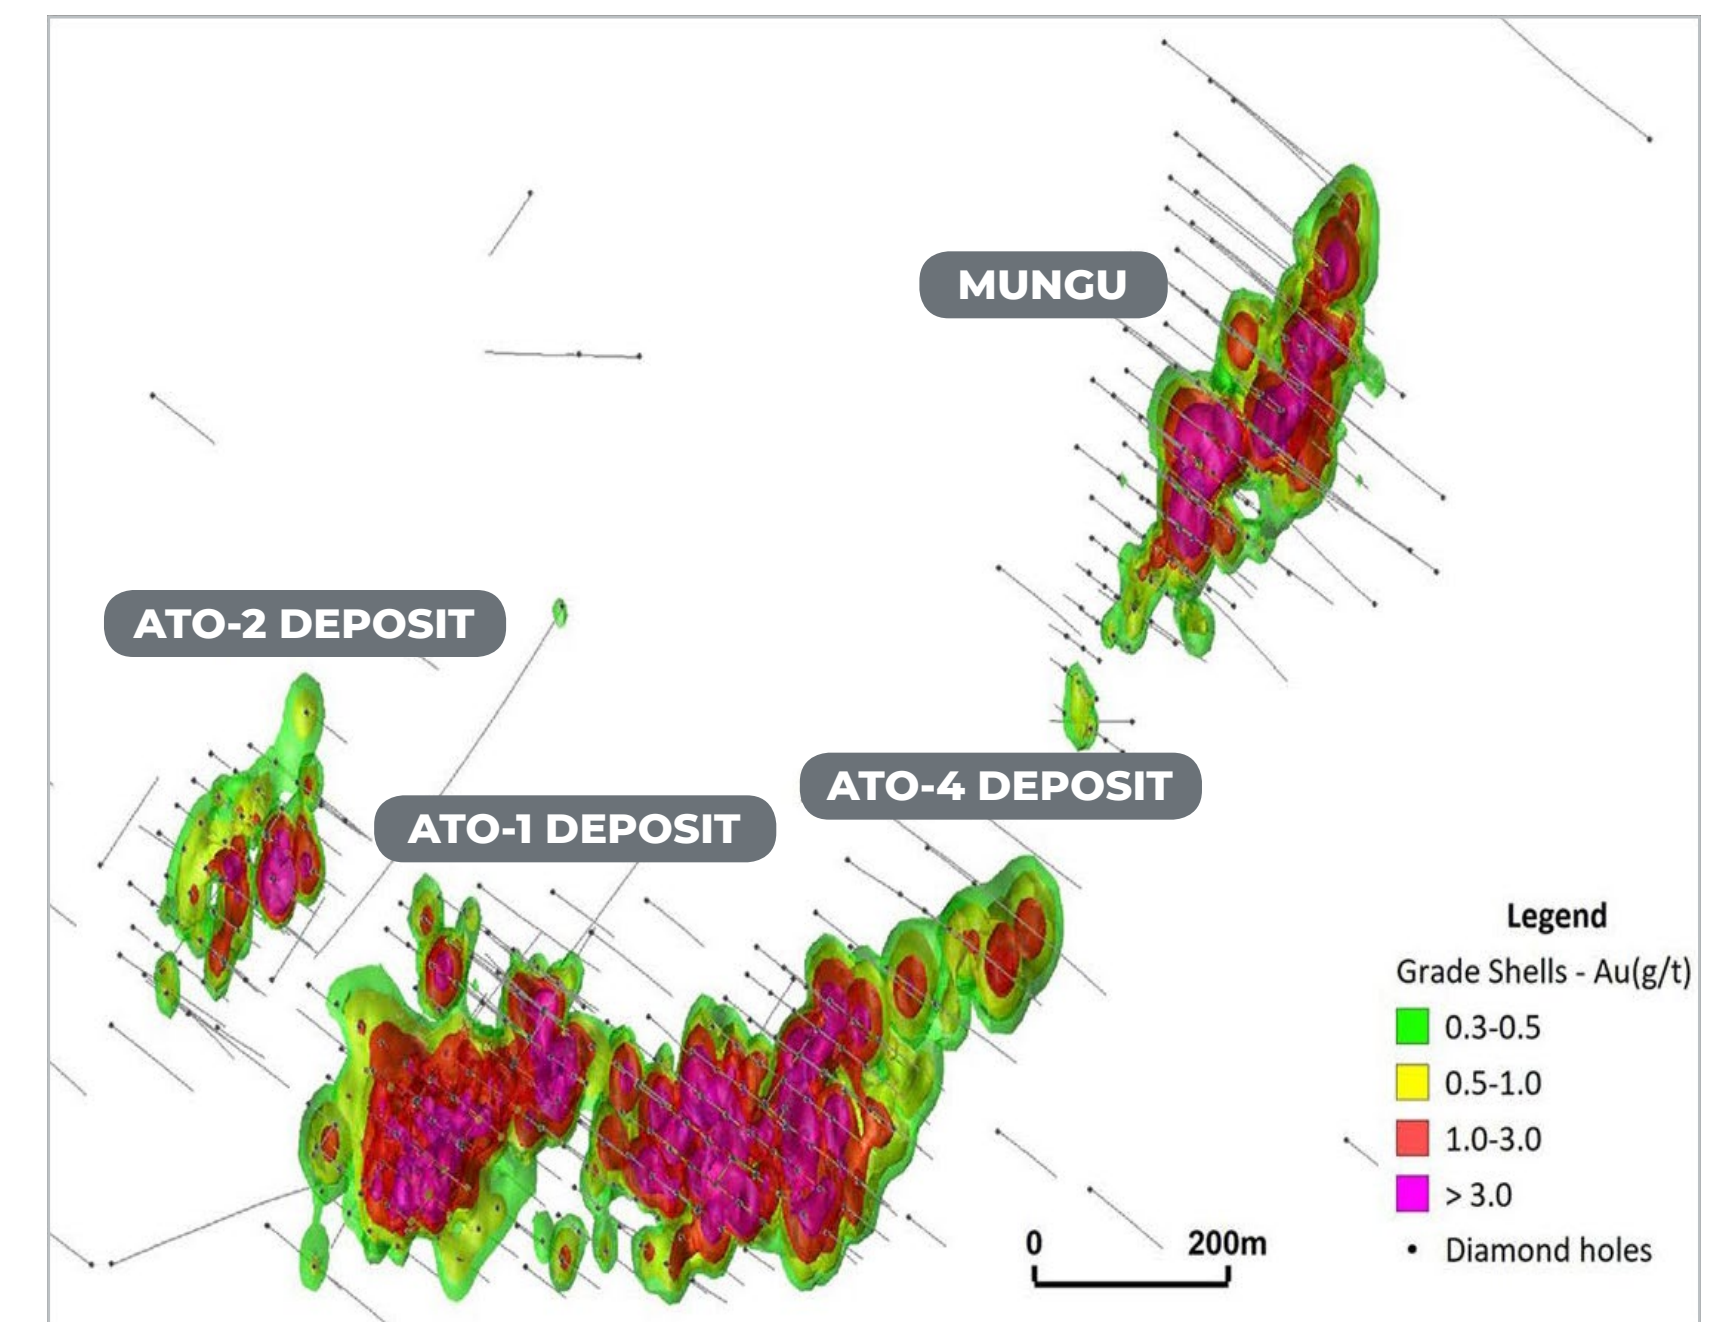 MUNGU
ATO-2 DEPOSIT
ATO-4 DEPOSIT
ATO-1 DEPOSIT
Legend
Grade Shells - Au(g/t)
0.3-0.5
0.5-1.0
1.0-3.0
> 3.0
Diamond holes
0 200m